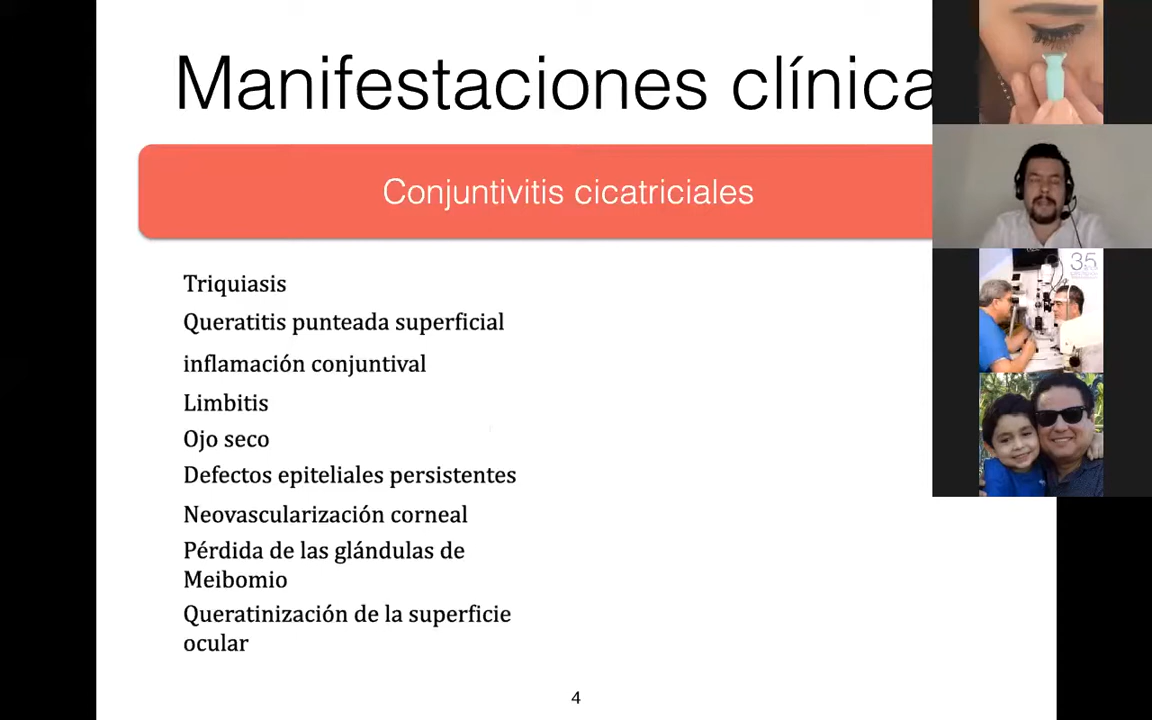 Manifestaciones clínica
Conjuntivitis cicatriciales
Triquiasis
Queratitis punteada superficial
inflamación conjuntival
Limbitis
Ojo seco
Defectos epiteliales persistentes
Neovascularización corneal
Pérdida de las glándulas de
Meibomio
Queratinización de la superficie
ocular
4
35